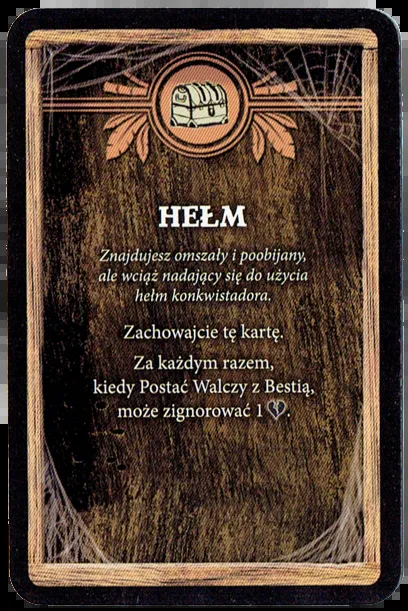 HEŁM
Znajdujesz omszały i poobijany,
ale wciąż nadający się do użycia
hełm konkwistadora.
Zachowajcie tę kartę.
Za każdym razem,
kiedy Postać Walczy z Bestią,
może zignorować 1 .